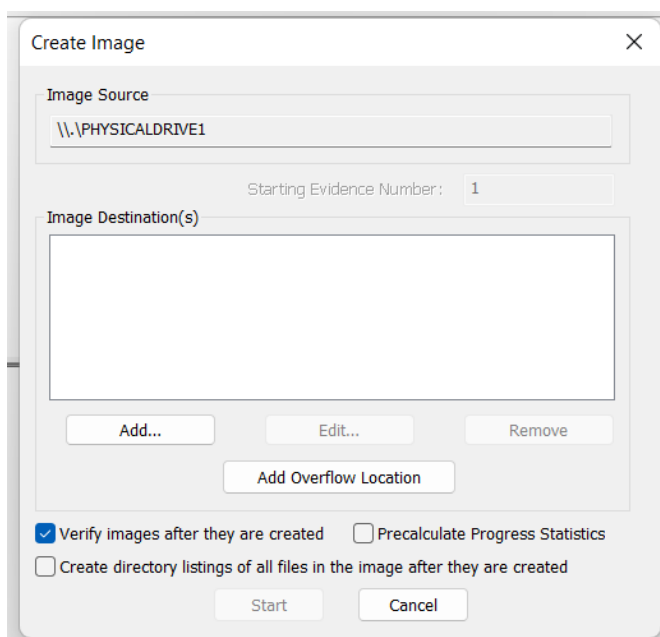 Create Image
Image Source
\\.\PHYSICALDRIVE1
Starting Evidence Number: 1
Image Destination(s)
Add... Edit... Remove
Add Overflow Location
Verify images after they are created Precalculate Progress Statistics
Create directory listings of all files in the image after they are created
Start Cancel